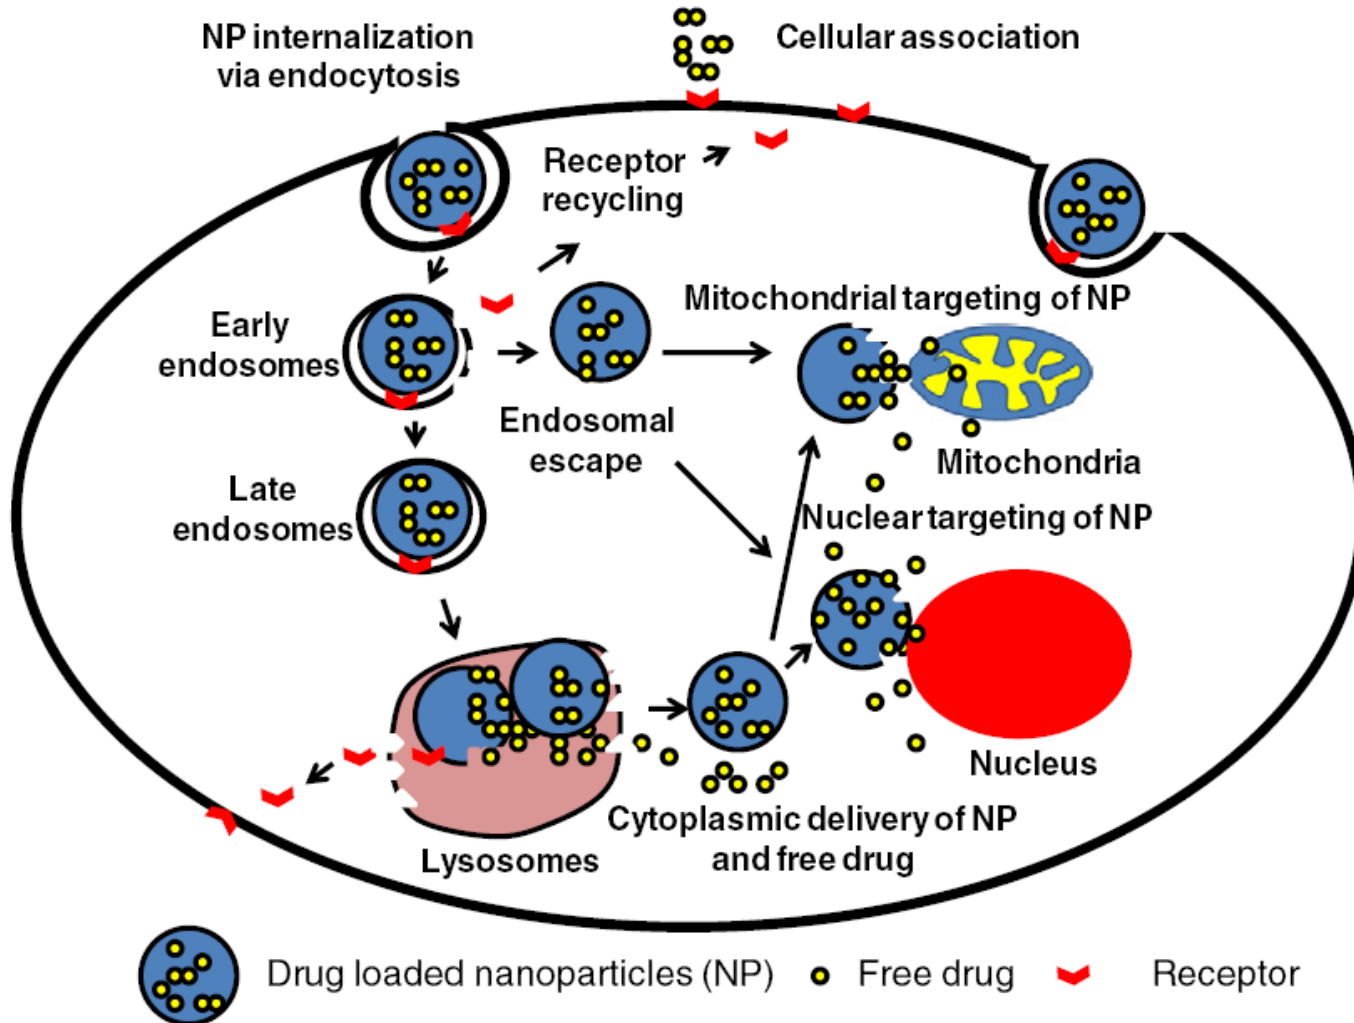 NP internalization
via endocytosis
Cellular association
Receptor
recycling
Early
endosomes
Mitochondrial targeting of NP
Endosomal
escape
Mitochondria
Late
endosomes
Nuclear targeting of NP
Nucleus
Lysosomes
Cytoplasmic delivery of NP
and free drug
Drug loaded nanoparticles (NP)
Free drug
Receptor